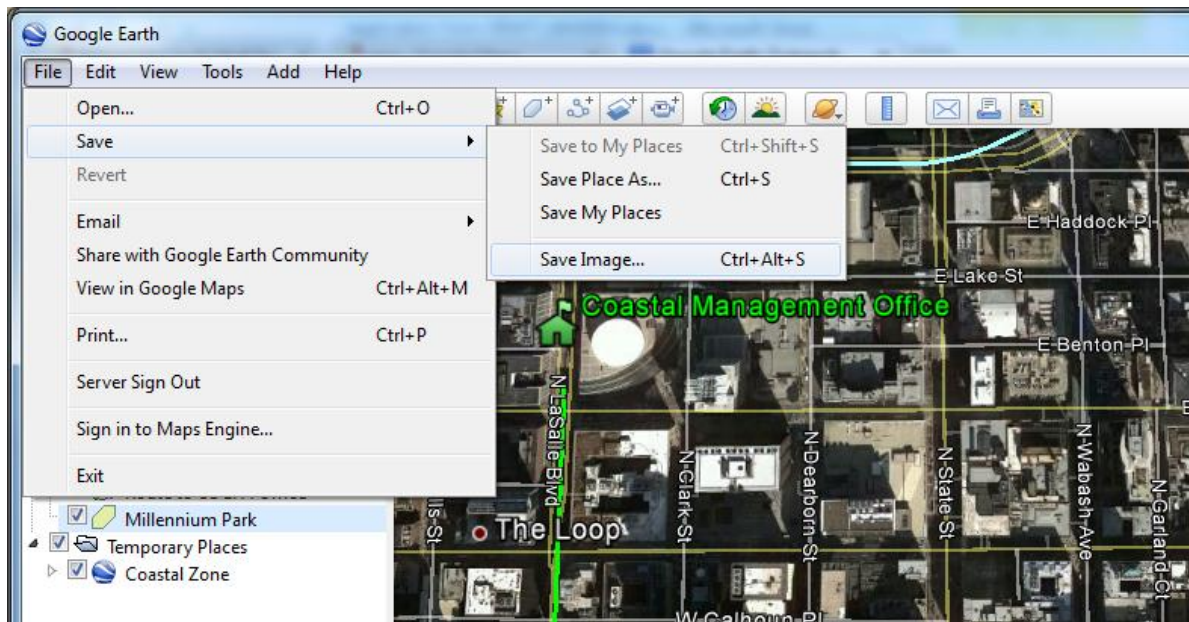 Google Earth
File Edit View Tools Add Help
Open... Ctrl+O
Save
Revert
Email
Share with Google Earth Community
View in Google Maps Ctrl+Alt+M
Print... Ctrl+P
Server Sign Out
Sign in to Maps Engine...
Exit
Save to My Places Ctrl+Shift+S
Save Place As... Ctrl+S
Save My Places
Save Image... Ctrl+Alt+S
Millennium Park
Temporary Places
Coastal Zone
E Haddock Pl
E Lake St
Coastal Management Office
E Benton Pl
N LaSalle Blvd
N Clark St
N Dearborn St
N State St
N Wabash Ave
N Garland Ct
The Loop
W Calhoun Pl